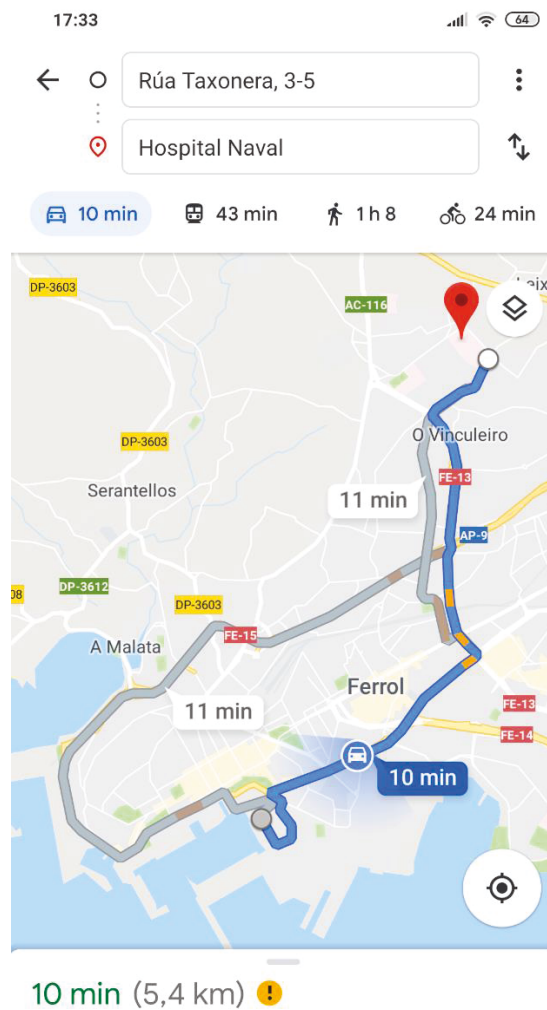 17:33 64
Rúa Taxonera, 3-5
Hospital Naval
10 min 43 min 1 h 8 24 min
DP-3603
Leix
AC-116
O Vinculeiro
DP-3603
FE-13
Serantellos
11 min
AP-9
08
DP-3612
DP-3603
FE-15
A Malata
Ferrol
FE-13
11 min
FE-14
10 min
10 min (5,4 km)